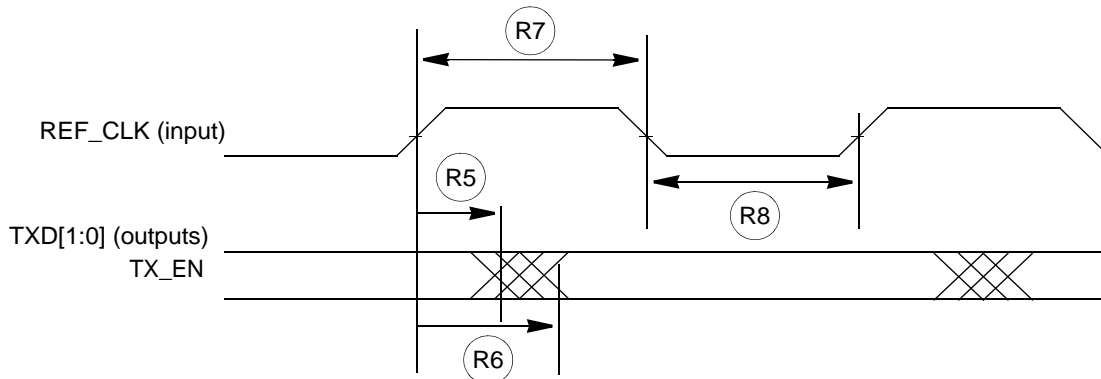 R7
REF_CLK (input)
R5
R8
TXD[1:0] (outputs)
TX_EN
R6